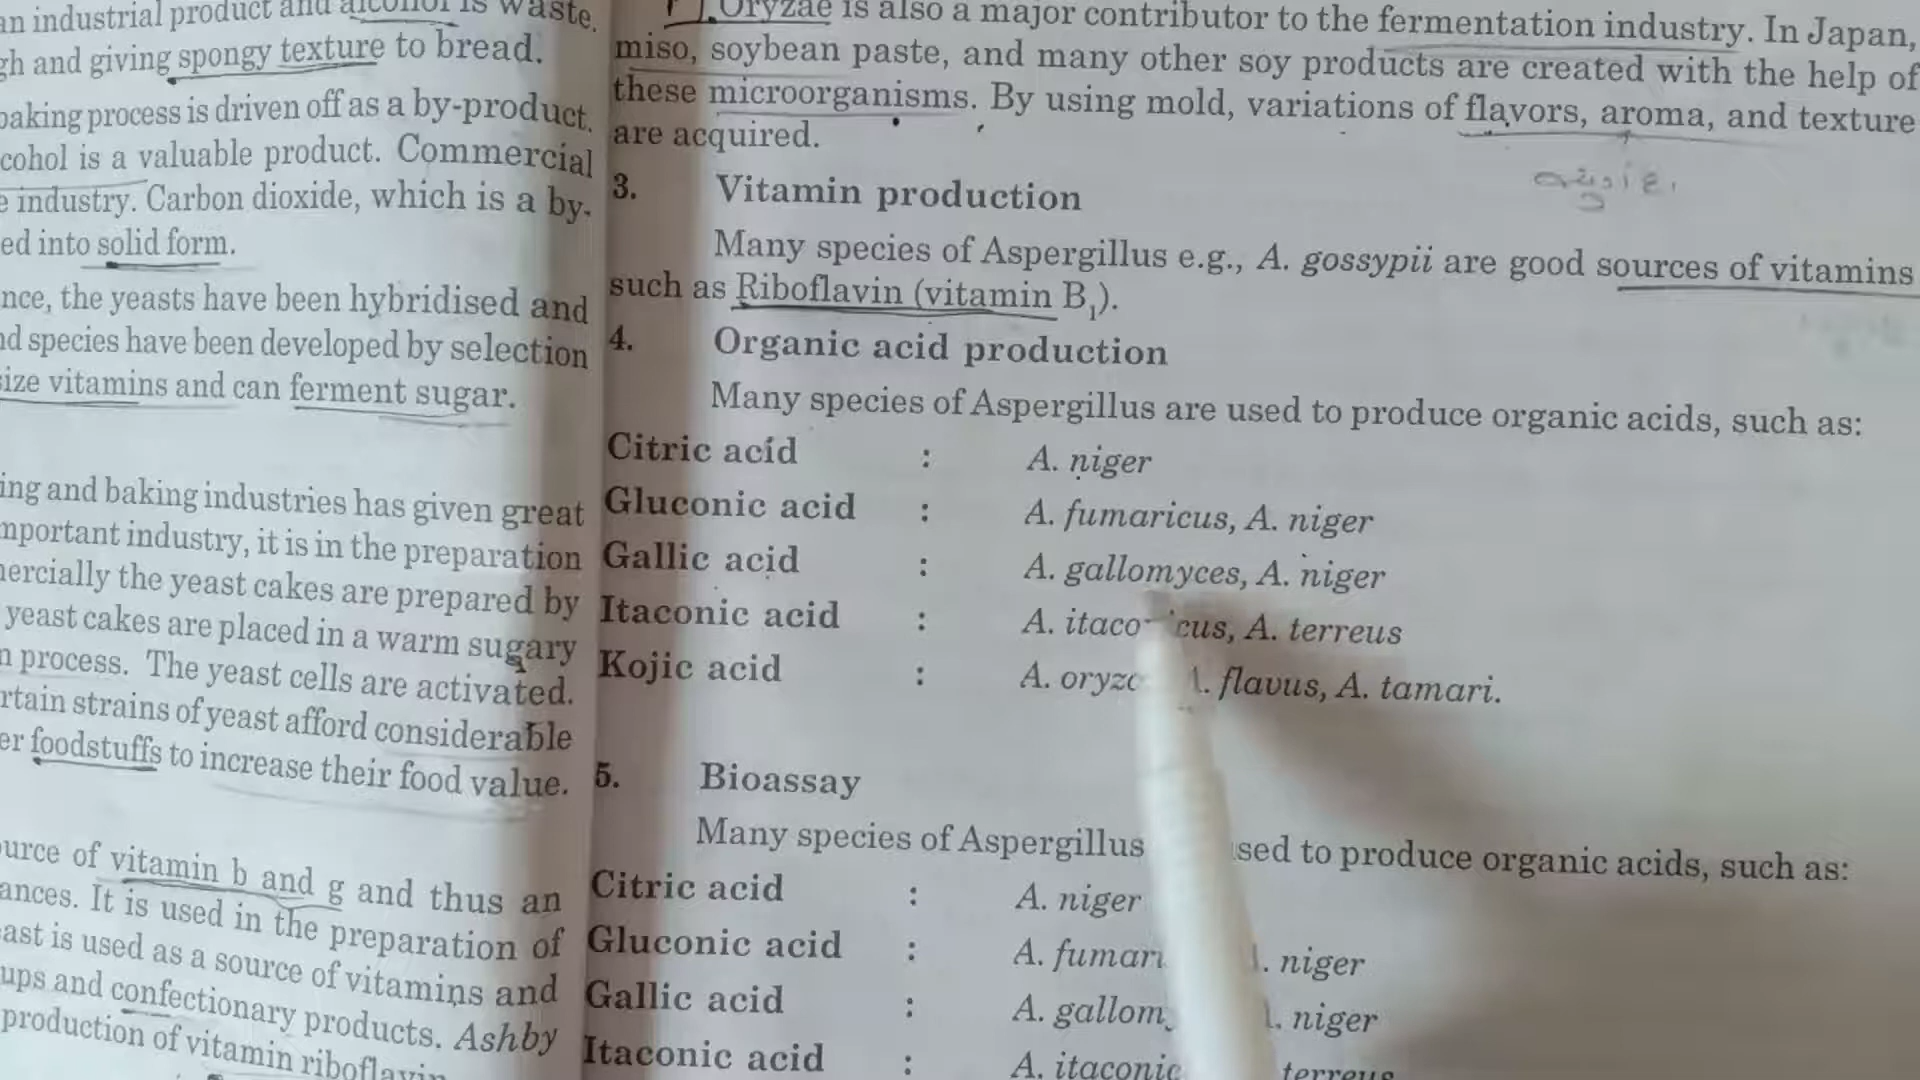 an industrial product and alcohol is waste.
gh and giving spongy texture to bread.
baking process is driven off as a by-product.
cohol is a valuable product. Commercial
e industry. Carbon dioxide, which is a by-
ed into solid form.
nce, the yeasts have been hybridised and
nd species have been developed by selection
size vitamins and can ferment sugar.
ing and baking industries has given great
mportant industry, it is in the preparation
mercially the yeast cakes are prepared by
yeast cakes are placed in a warm sugary
n process. The yeast cells are activated.
rtain strains of yeast afford considerable
er foodstuffs to increase their food value.
ource of vitamin b and g and thus an
ances. It is used in the preparation of
east is used as a source of vitamins and
ups and confectionary products. Ashby
production of vitamin riboflavin
Oryzae is also a major contributor to the fermentation industry. In Japan,
miso, soybean paste, and many other soy products are created with the help of
these microorganisms. By using mold, variations of flavors, aroma, and texture
are acquired.
3. Vitamin production
Many species of Aspergillus e.g., A. gossypii are good sources of vitamins
such as Riboflavin (vitamin B1).
4. Organic acid production
Many species of Aspergillus are used to produce organic acids, such as:
Citric acid : A. niger
Gluconic acid : A. fumaricus, A. niger
Gallic acid : A. gallomyces, A. niger
Itaconic acid : A. itaco cus, A. terreus
Kojic acid : A. oryz A. flavus, A. tamari.
5. Bioassay
Many species of Aspergillus used to produce organic acids, such as:
Citric acid : A. niger
Gluconic acid : A. fumari A. niger
Gallic acid : A. gallom A. niger
Itaconic acid : A. itaconic terreus